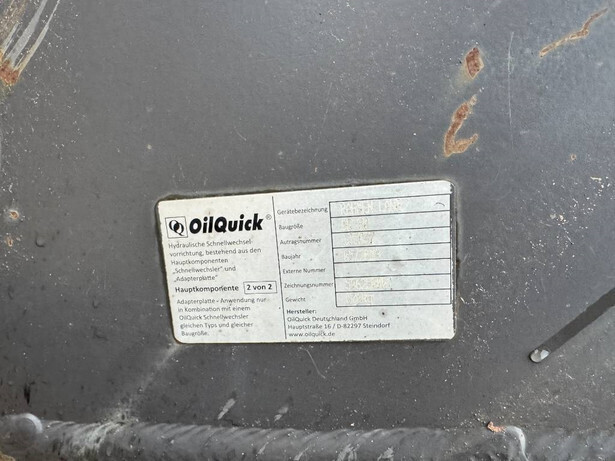 OilQuick®
Hydraulische Schnellwechsel-
vorrichtung, bestehend aus den
Hauptkomponenten
„Schnellwechsler" und
„Adapterplatte"
Hauptkomponente 2 von 2
Adapterplatte - Anwendung nur
in Kombination mit einem
OilQuick Schnellwechsler
gleichen Typs und gleicher
Baugröße.
Gerätebezeichnung
Baugröße
Autragsnummer
Baujahr
Externe Nummer
Zeichnungsnummer
Gewicht
Hersteller:
OilQuick Deutschland GmbH
Hauptstraße 16 / D-82297 Steindorf
www.oilquick.de